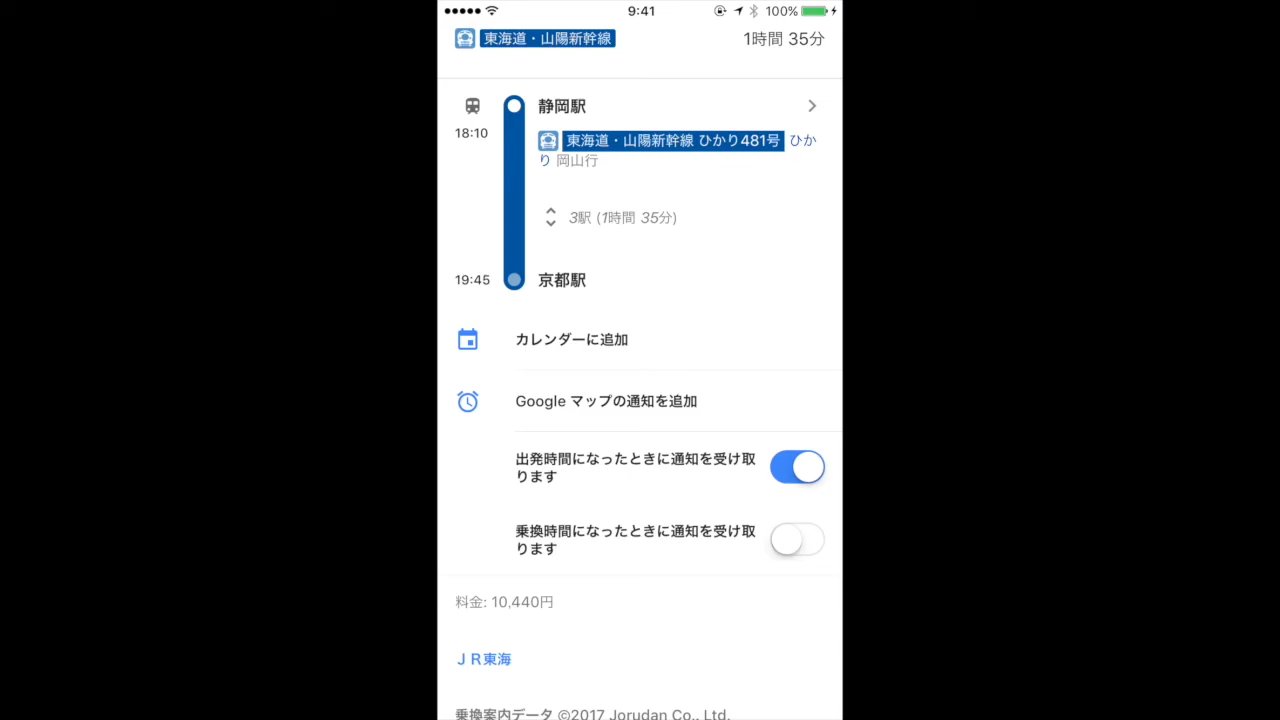 9:41
100%
東海道・山陽新幹線
1時間 35分
静岡駅
18:10
東海道・山陽新幹線 ひかり481号 ひか
り 岡山行
3駅 (1時間 35分)
19:45
京都駅
カレンダーに追加
Google マップの通知を追加
出発時間になったときに通知を受け取
ります
乗換時間になったときに通知を受け取
ります
料金: 10,440円
ＪＲ東海
乗換案内データ ©2017 Jorudan Co., Ltd.